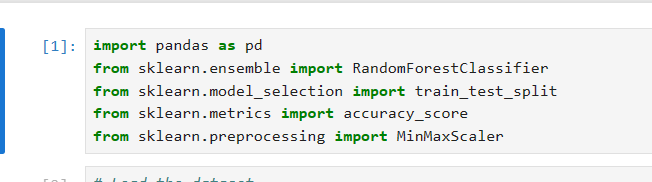 [1]: import pandas as pd
from sklearn.ensemble import RandomForestClassifier
from sklearn.model_selection import train_test_split
from sklearn.metrics import accuracy_score
from sklearn.preprocessing import MinMaxScaler
# Load the dataset